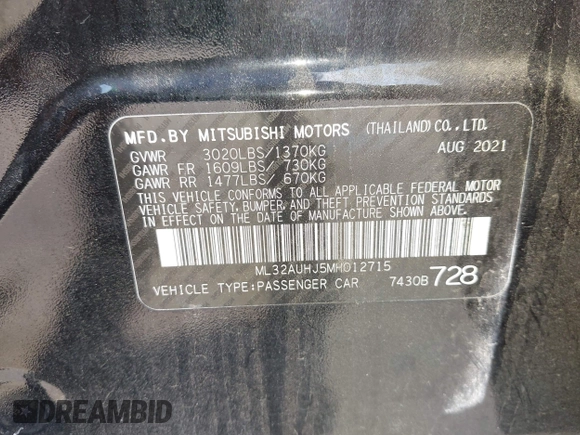 MFD.BY MITSUBISHI MOTORS (THAILAND)CO.,LTD.
GVWR 3020LBS/1370KG AUG 2021
GAWR FR 1609LBS/ 730KG
GAWR RR 1477LBS/ 670KG
THIS VEHICLE CONFORMS TO ALL APPLICABLE FEDERAL MOTOR
VEHICLE SAFETY, BUMPER, AND THEFT PREVENTION STANDARDS
IN EFFECT ON THE DATE OF MANUFACTURE SHOWN ABOVE.
ML32AUHJ5MH012715
VEHICLE TYPE:PASSENGER CAR 7430B 728
DREAMBID